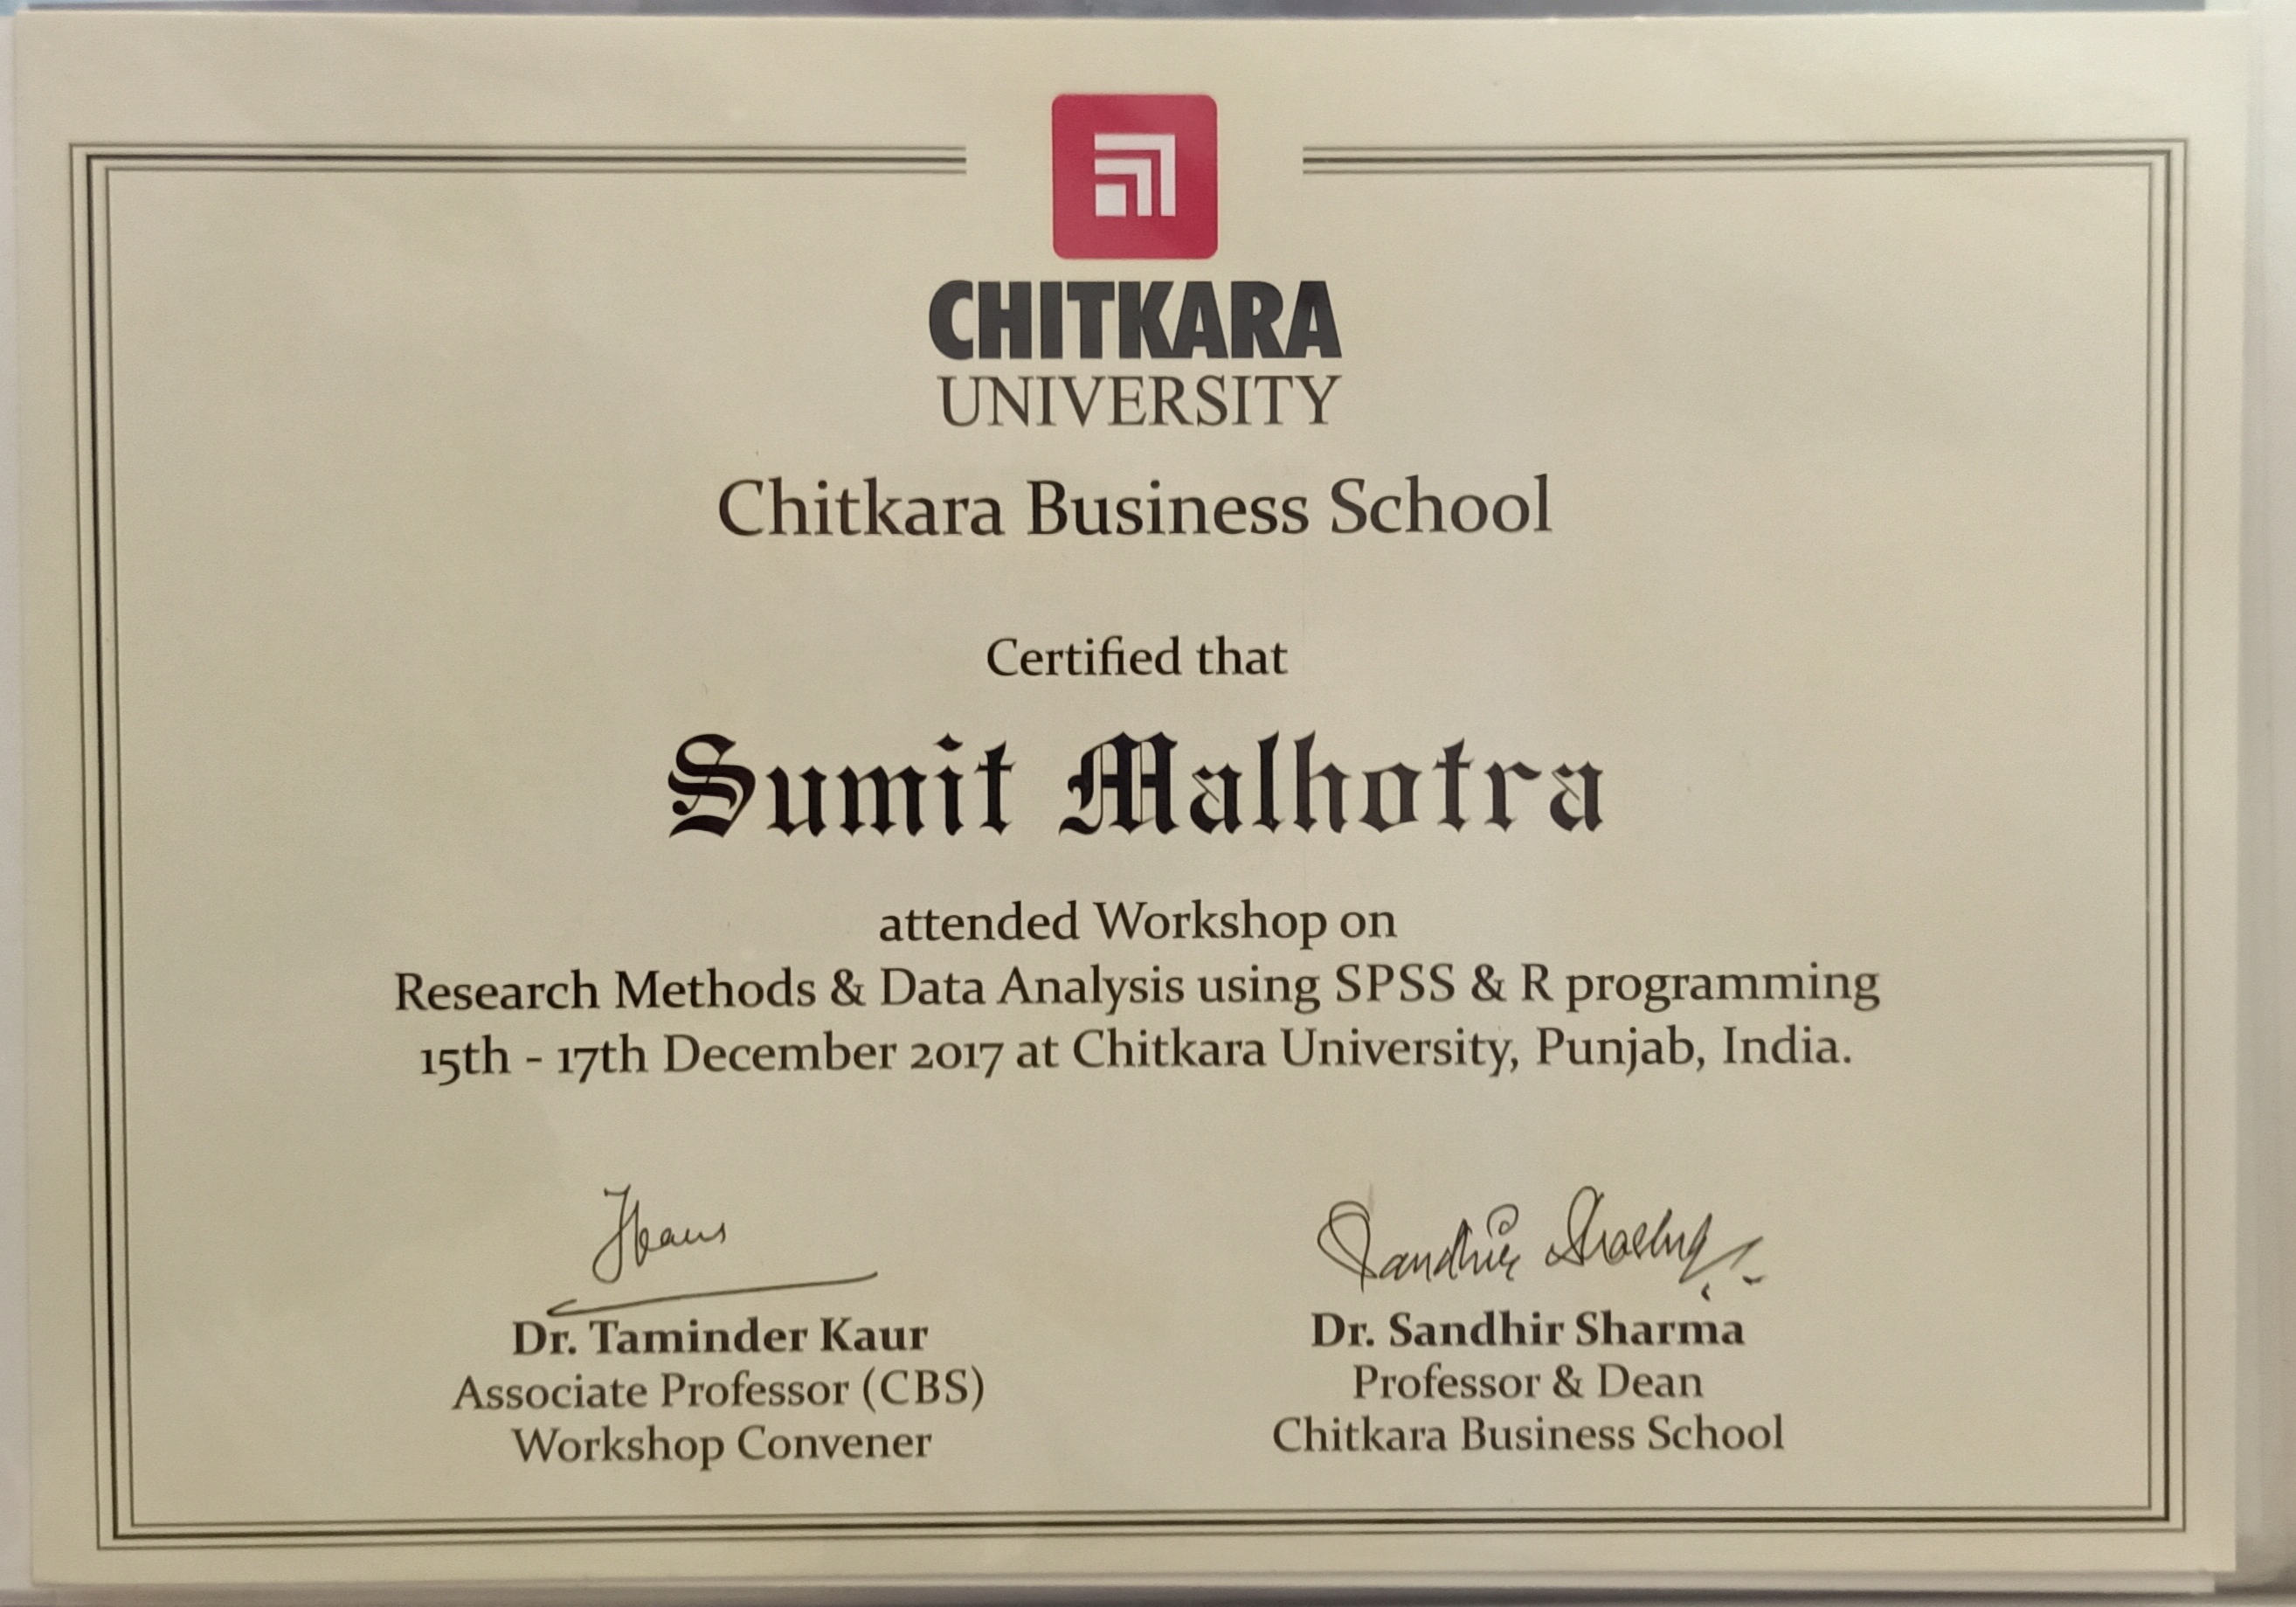 CHITKARA
UNIVERSITY
Chitkara Business School
Certified that
Sumit Malhotra
attended Workshop on
Research Methods & Data Analysis using SPSS & R programming
15th - 17th December 2017 at Chitkara University, Punjab, India.
Sandhir Sharma
Dr. Taminder Kaur
Dr. Sandhir Sharma
Associate Professor (CBS)
Professor & Dean
Workshop Convener
Chitkara Business School